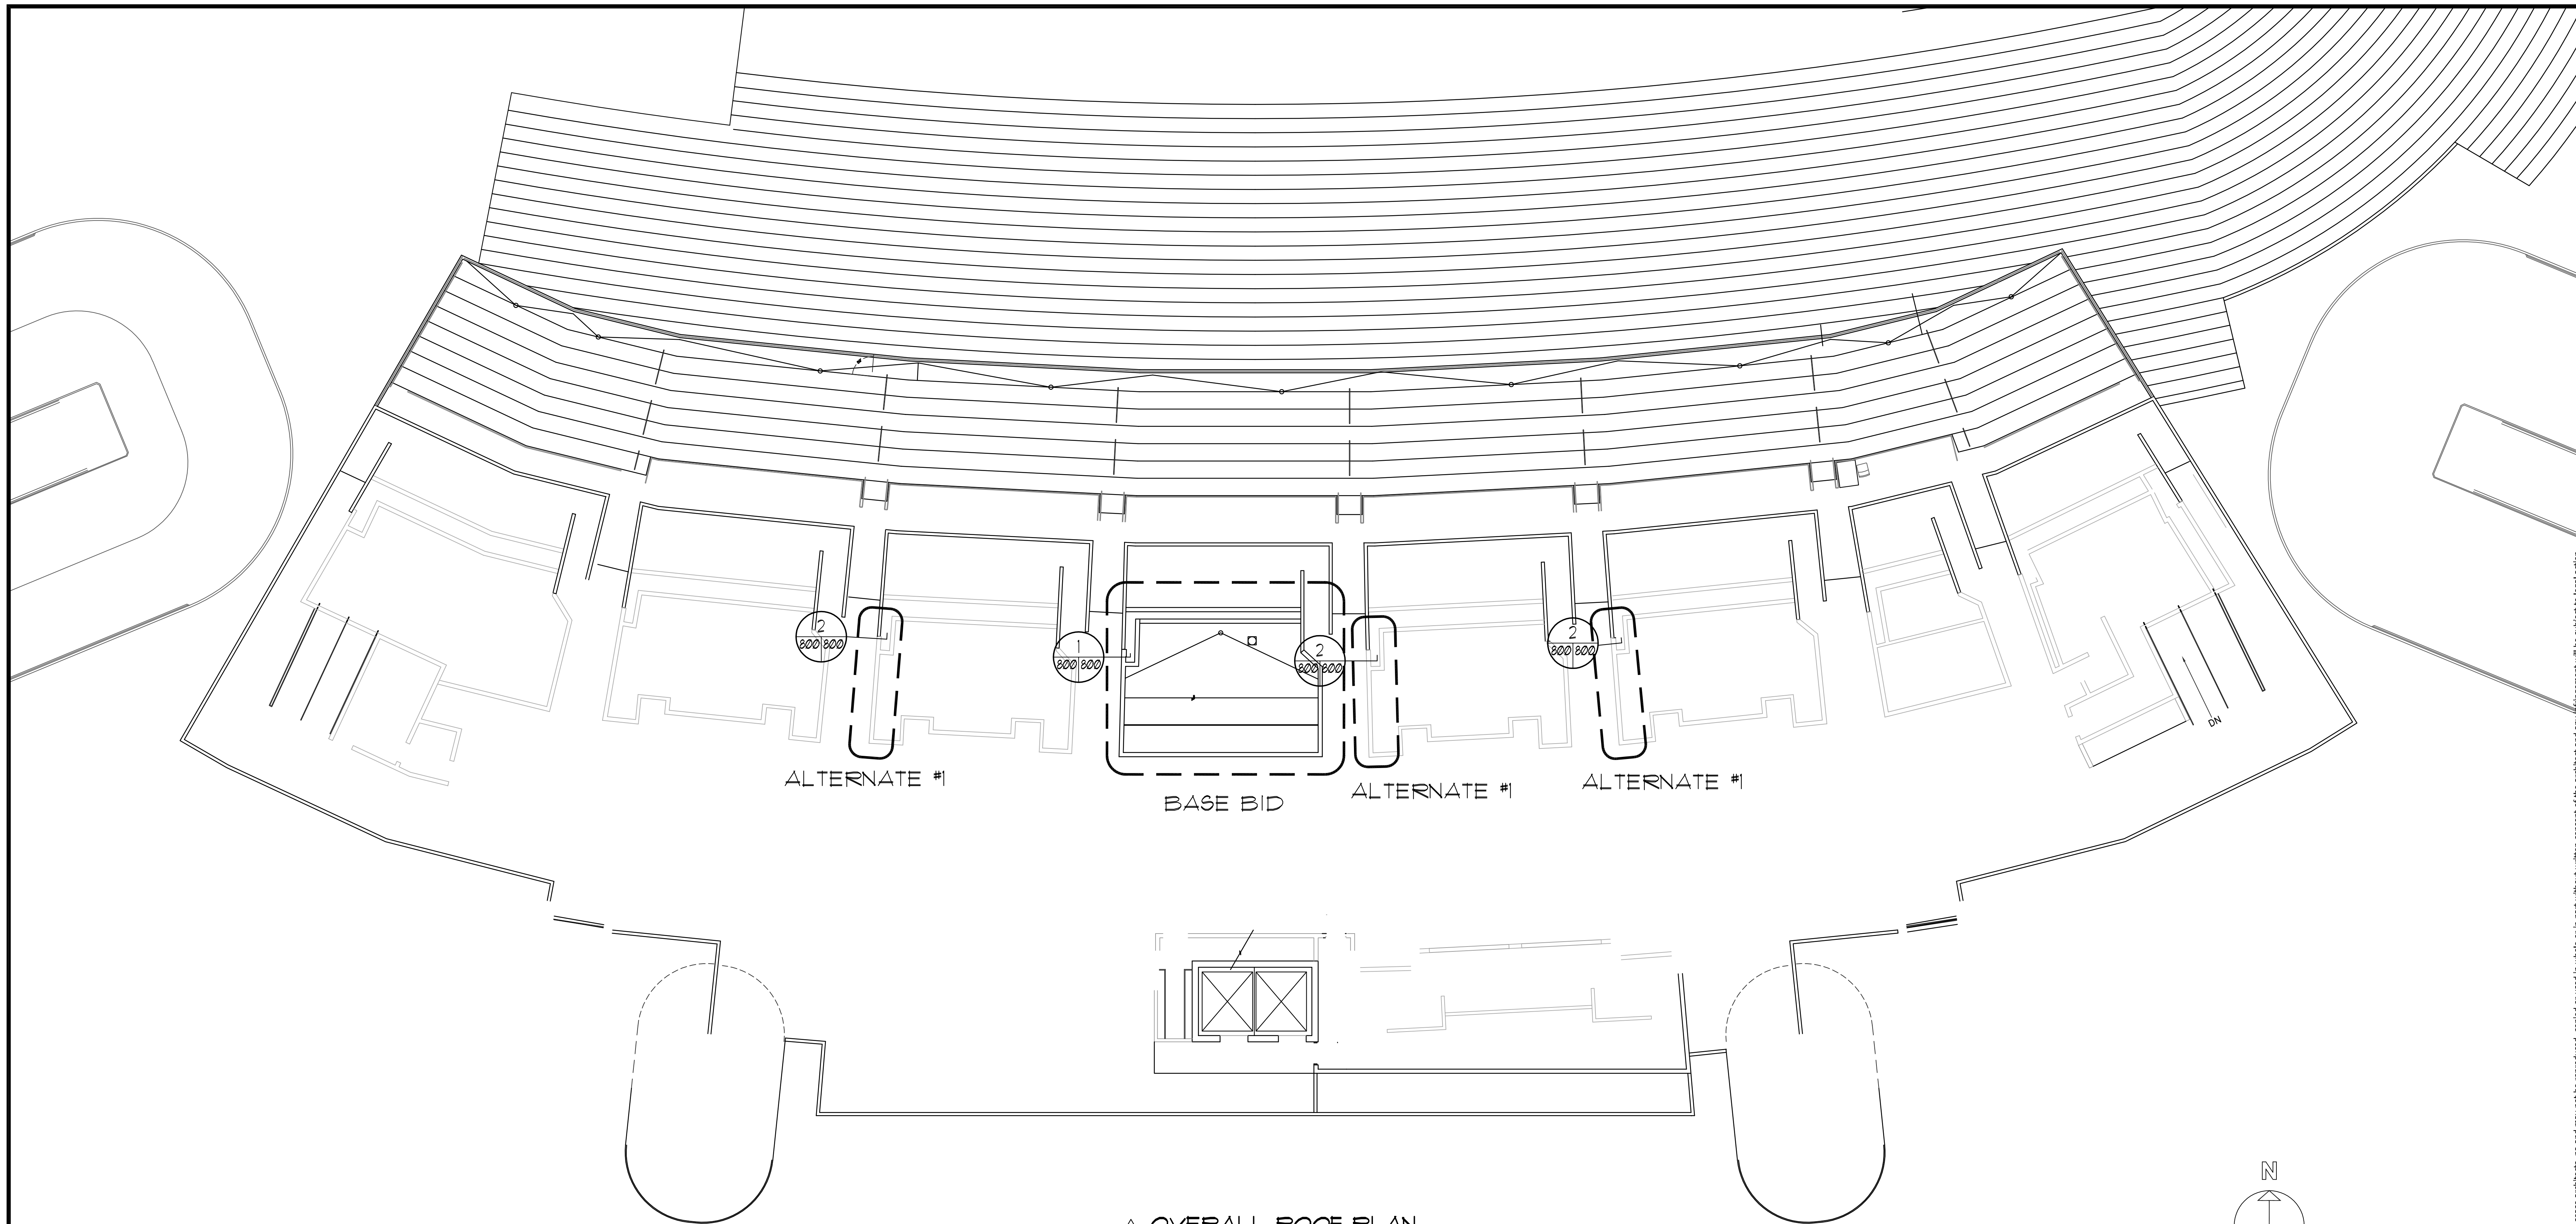 2
800 800
1
800 800
2
800 800
2
800 800
DN
ALTERNATE #1
BASE BID
ALTERNATE #1
ALTERNATE #1
N
OVERALL ROOF PLAN